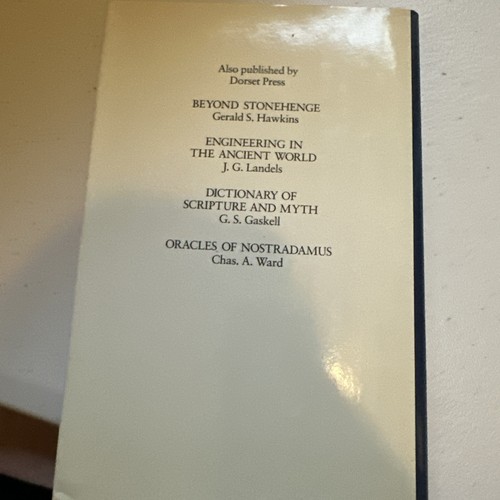 Also published by
Dorset Press
BEYOND STONEHENGE
Gerald S. Hawkins
ENGINEERING IN
THE ANCIENT WORLD
J. G. Landels
DICTIONARY OF
SCRIPTURE AND MYTH
G. S. Gaskell
ORACLES OF NOSTRADAMUS
Chas. A. Ward